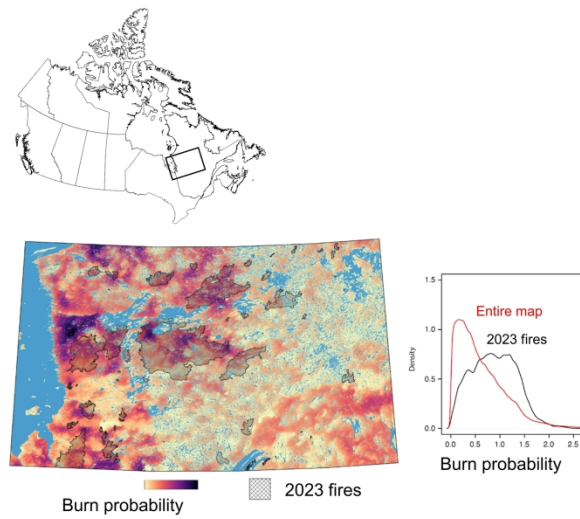 1.5
Entire map
1.0
2023 fires
Density
0.5
0.0
0.0 0.5 1.0 1.5 2.0 2.5
Burn probability
Burn probability
2023 fires